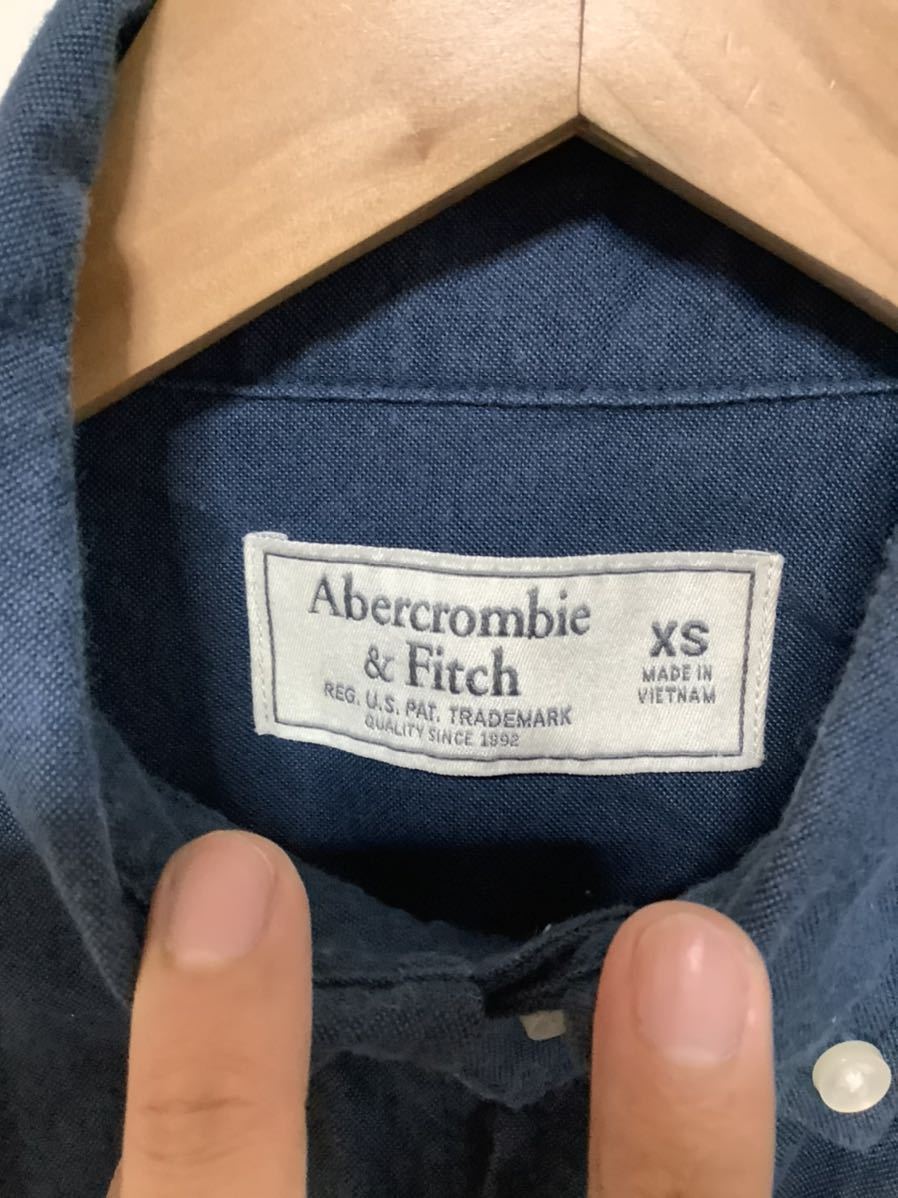 Abercrombie
& Fitch
REG. U.S. PAT. TRADEMARK
QUALITY SINCE 1892
XS
MADE IN
VIETNAM